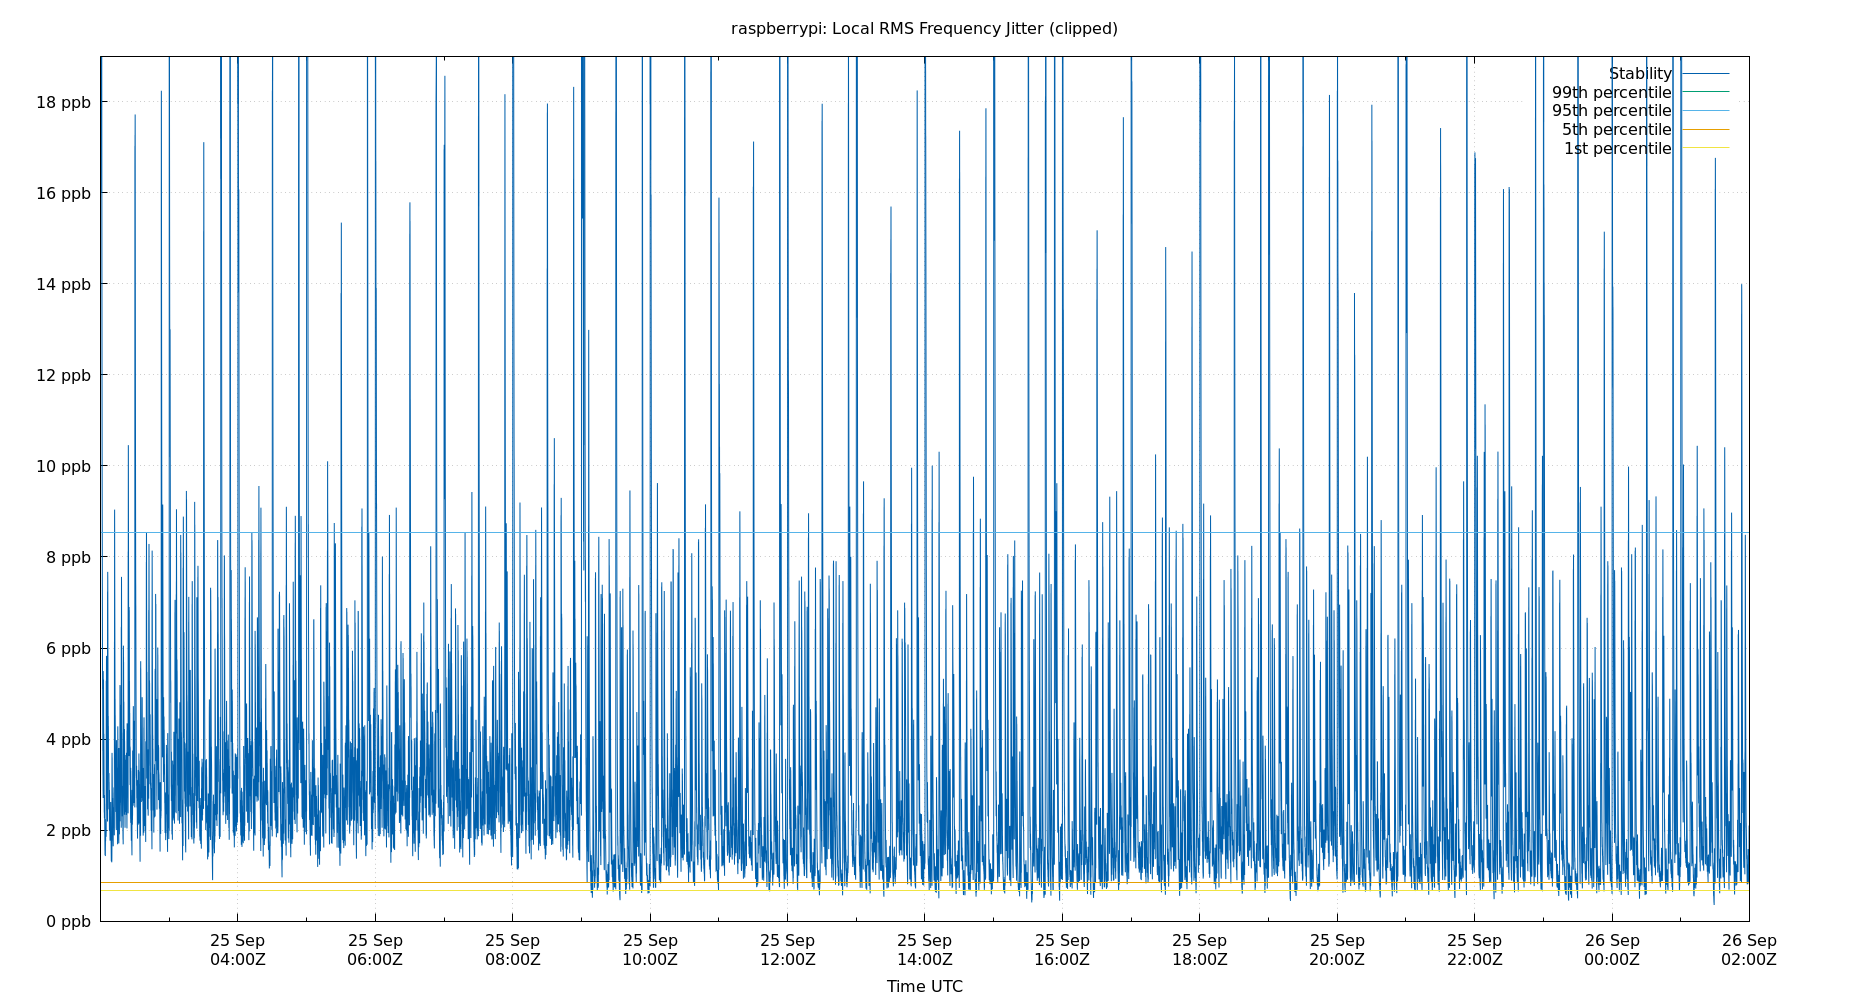 raspberrypi: Local RMS Frequency Jitter (clipped)
Stability
99th percentile
95th percentile
5th percentile
1st percentile
18 ppb
16 ppb
14 ppb
12 ppb
10 ppb
8 ppb
6 ppb
4 ppb
2 ppb
0 ppb
25 Sep 25 Sep 25 Sep 25 Sep 25 Sep 25 Sep 25 Sep 25 Sep 25 Sep 25 Sep 26 Sep 26 Sep
04:00Z 06:00Z 08:00Z 10:00Z 12:00Z 14:00Z 16:00Z 18:00Z 20:00Z 22:00Z 00:00Z 02:00Z
Time UTC